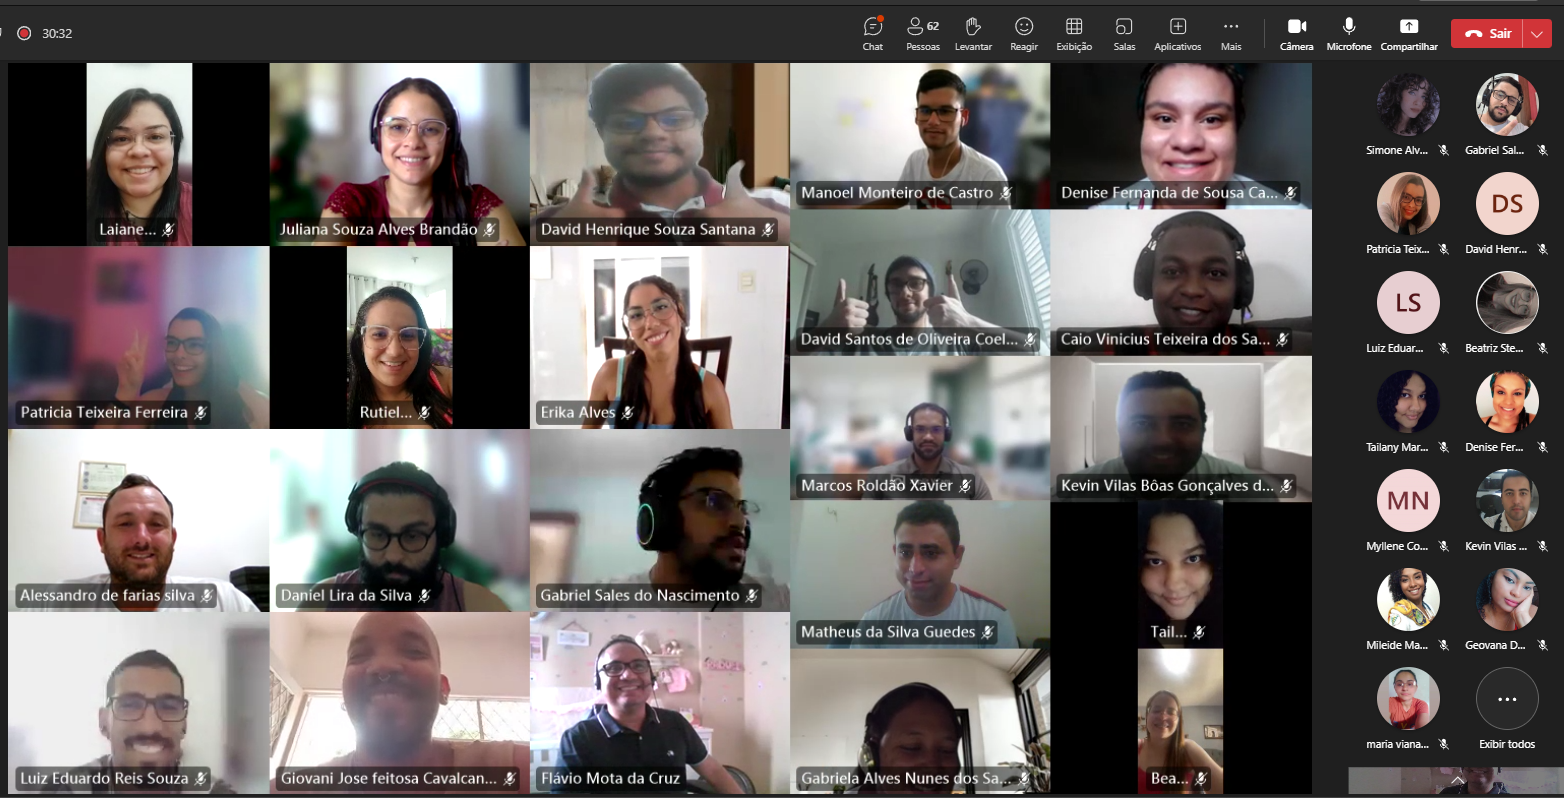 30:32
62
Chat
Pessoas
Levantar
Reagir
Exibição
Salas
Aplicativos
Mais
Câmera
Microfone
Compartilhar
Sair
Laiane...
Juliana Souza Alves Brandão
David Henrique Souza Santana
Manoel Monteiro de Castro
Denise Fernanda de Sousa Ca...
Patricia Teixeira Ferreira
Rutiel...
Erika Alves
David Santos de Oliveira Coel...
Caio Vinicius Teixeira dos Sa...
Marcos Roldão Xavier
Kevin Vilas Bôas Gonçalves d...
Alessandro de farias silva
Daniel Lira da Silva
Gabriel Sales do Nascimento
Matheus da Silva Guedes
Tail...
Luiz Eduardo Reis Souza
Giovani Jose feitosa Cavalcan...
Flávio Mota da Cruz
Gabriela Alves Nunes dos Sa...
Bea...
Simone Alv...
Gabriel Sal...
DS
Patricia Teix...
David Henr...
LS
Luiz Eduar...
Beatriz Ste...
Tailany Mar...
Denise Fer...
MN
Myllene Co...
Kevin Vilas ...
Mileide Ma...
Geovana D...
...
maria viana...
Exibir todos